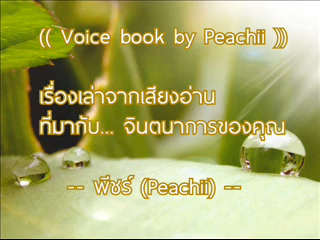 (( Voice book by Peachii ))
เรื่องเล่าจากเสียงอ่าน
ที่มากับ... จินตนาการของคุณ
-- พีชร์ (Peachii) --